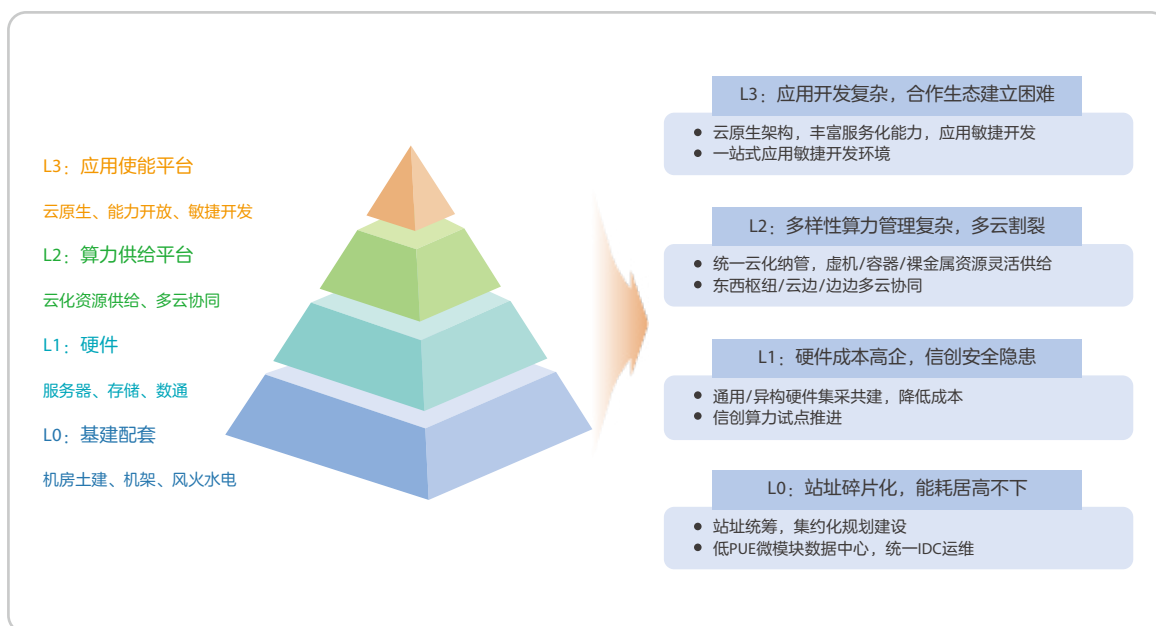 L3：应用使能平台
云原生、能力开放、敏捷开发
L2：算力供给平台
云化资源供给、多云协同
L1：硬件
服务器、存储、数通
L0：基建配套
机房土建、机架、风火水电
L3：应用开发复杂，合作生态建立困难
● 云原生架构，丰富服务化能力，应用敏捷开发
● 一站式应用敏捷开发环境
L2：多样性算力管理复杂，多云割裂
● 统一云化纳管，虚机/容器/裸金属资源灵活供给
● 东西枢纽/云边/边边多云协同
L1：硬件成本高企，信创安全隐患
● 通用/异构硬件集采共建，降低成本
● 信创算力试点推进
L0：站址碎片化，能耗居高不下
● 站址统筹，集约化规划建设
● 低PUE微模块数据中心，统一IDC运维